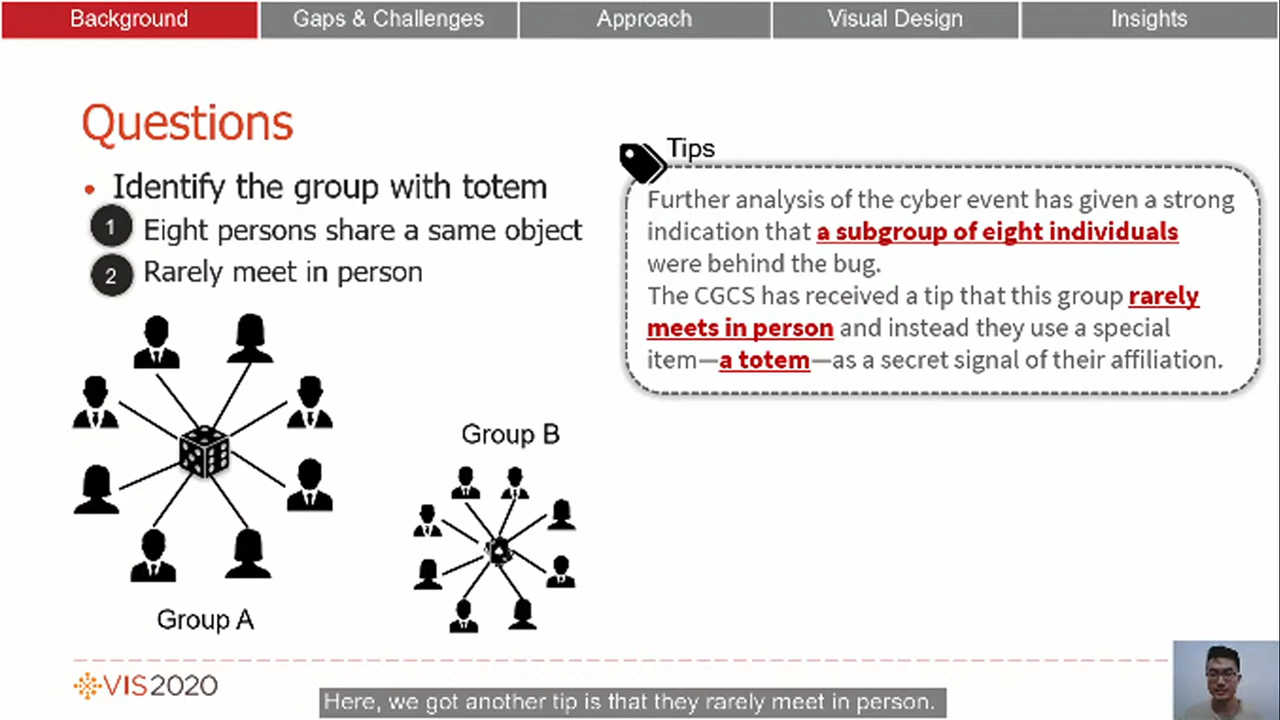 Background
Gaps & Challenges
Approach
Visual Design
Insights
Questions
• Identify the group with totem
1 Eight persons share a same object
2 Rarely meet in person
Tips
Further analysis of the cyber event has given a strong
indication that a subgroup of eight individuals
were behind the bug.
The CGCS has received a tip that this group rarely
meets in person and instead they use a special
item—a totem—as a secret signal of their affiliation.
Group B
Group A
VIS2020
Here, we got another tip is that they rarely meet in person.